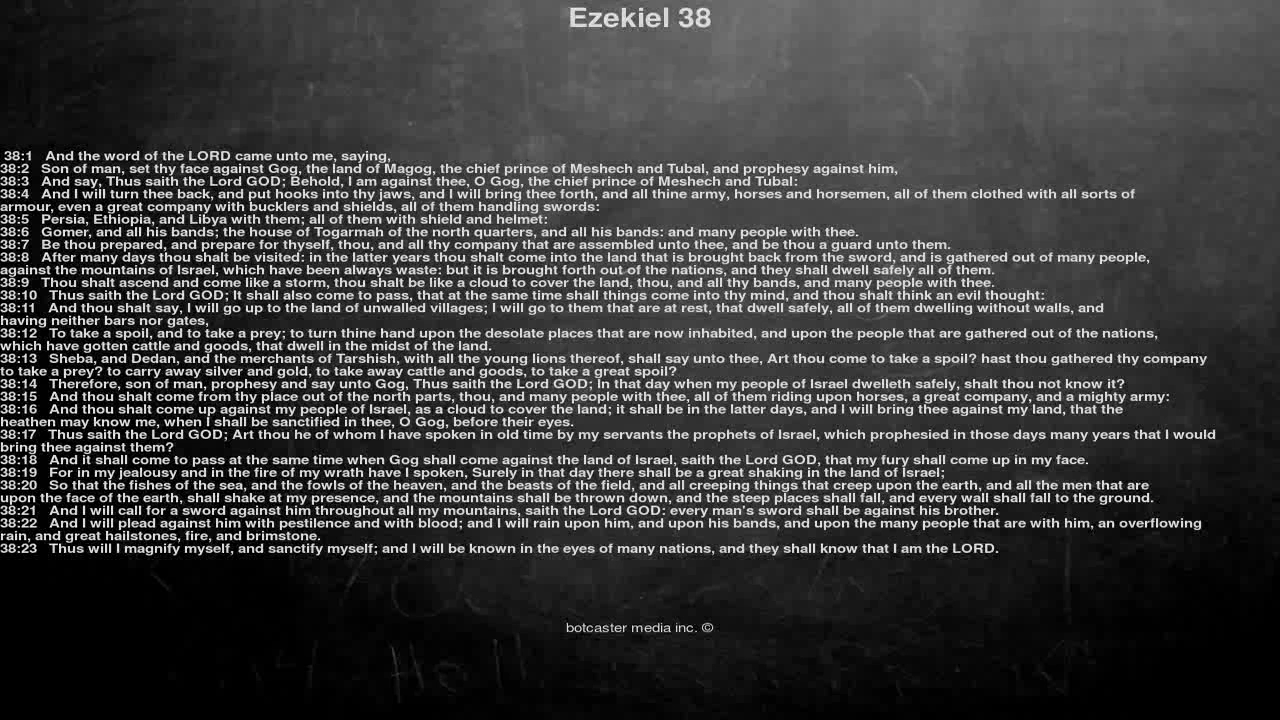 Ezekiel 38
38:1 And the word of the LORD came unto me, saying,
38:2 Son of man, set thy face against Gog, the land of Magog, the chief prince of Meshech and Tubal, and prophesy against him,
38:3 And say, Thus saith the Lord GOD; Behold, I am against thee, O Gog, the chief prince of Meshech and Tubal:
38:4 And I will turn thee back, and put hooks into thy jaws, and I will bring thee forth, and all thine army, horses and horsemen, all of them clothed with all sorts of
armour, even a great company with bucklers and shields, all of them handling swords:
38:5 Persia, Ethiopia, and Libya with them; all of them with shield and helmet:
38:6 Gomer, and all his bands; the house of Togarmah of the north quarters, and all his bands: and many people with thee.
38:7 Be thou prepared, and prepare for thyself, thou, and all thy company that are assembled unto thee, and be thou a guard unto them.
38:8 After many days thou shalt be visited: in the latter years thou shalt come into the land that is brought back from the sword, and is gathered out of many people,
against the mountains of Israel, which have been always waste: but it is brought forth out of the nations, and they shall dwell safely all of them.
38:9 Thou shalt ascend and come like a storm, thou shalt be like a cloud to cover the land, thou, and all thy bands, and many people with thee.
38:10 Thus saith the Lord GOD; It shall also come to pass, that at the same time shall things come into thy mind, and thou shalt think an evil thought:
38:11 And thou shalt say, I will go up to the land of unwalled villages; I will go to them that are at rest, that dwell safely, all of them dwelling without walls, and
having neither bars nor gates,
38:12 To take a spoil, and to take a prey; to turn thine hand upon the desolate places that are now inhabited, and upon the people that are gathered out of the nations,
which have gotten cattle and goods, that dwell in the midst of the land.
38:13 Sheba, and Dedan, and the merchants of Tarshish, with all the young lions thereof, shall say unto thee, Art thou come to take a spoil? hast thou gathered thy company
to take a prey? to carry away silver and gold, to take away cattle and goods, to take a great spoil?
38:14 Therefore, son of man, prophesy and say unto Gog, Thus saith the Lord GOD; In that day when my people of Israel dwelleth safely, shalt thou not know it?
38:15 And thou shalt come from thy place out of the north parts, thou, and many people with thee, all of them riding upon horses, a great company, and a mighty army:
38:16 And thou shalt come up against my people of Israel, as a cloud to cover the land; it shall be in the latter days, and I will bring thee against my land, that the
heathen may know me, when I shall be sanctified in thee, O Gog, before their eyes.
38:17 Thus saith the Lord GOD; Art thou he of whom I have spoken in old time by my servants the prophets of Israel, which prophesied in those days many years that I would
bring thee against them?
38:18 And it shall come to pass at the same time when Gog shall come against the land of Israel, saith the Lord GOD, that my fury shall come up in my face.
38:19 For in my jealousy and in the fire of my wrath have I spoken, Surely in that day there shall be a great shaking in the land of Israel;
38:20 So that the fishes of the sea, and the fowls of the heaven, and the beasts of the field, and all creeping things that creep upon the earth, and all the men that are
upon the face of the earth, shall shake at my presence, and the mountains shall be thrown down, and the steep places shall fall, and every wall shall fall to the ground.
38:21 And I will call for a sword against him throughout all my mountains, saith the Lord GOD: every man's sword shall be against his brother.
38:22 And I will plead against him with pestilence and with blood; and I will rain upon him, and upon his bands, and upon the many people that are with him, an overflowing
rain, and great hailstones, fire, and brimstone.
38:23 Thus will I magnify myself, and sanctify myself; and I will be known in the eyes of many nations, and they shall know that I am the LORD.
botcaster media inc. ©